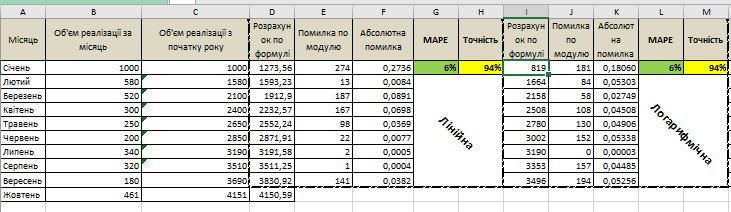 A B C D E F G H I J K L M
Місяць Об'єм реалізації за місяць Об'єм реалізації з початку року Розрахун ок по формулі Помилка по модулю Абсолютна помилка MAPE Точність Розрахун ок по формулі Помилка по модулю Абсолют на помилка MAPE Точність
Січень 1000 1000 1273,56 274 0,2736 6% 94% 819 181 0,18060 6% 94%
Лютий 580 1580 1593,23 13 0,0084 1664 84 0,05303
Березень 520 2100 1912,9 187 0,0891 2158 58 0,02749
Квітень 300 2400 2232,57 167 0,0698 2508 108 0,04508
Травень 250 2650 2552,24 98 0,0369 2780 130 0,04906
Червень 200 2850 2871,91 22 0,0077 3002 152 0,05338
Липень 340 3190 3191,58 2 0,0005 3190 0 0,00003
Серпень 320 3510 3511,25 1 0,0004 3353 157 0,04485
Вересень 180 3690 3830,92 141 0,0382 3496 194 0,05256
Жовтень 461 4151 4150,59
Лінійна
Логарифмічна